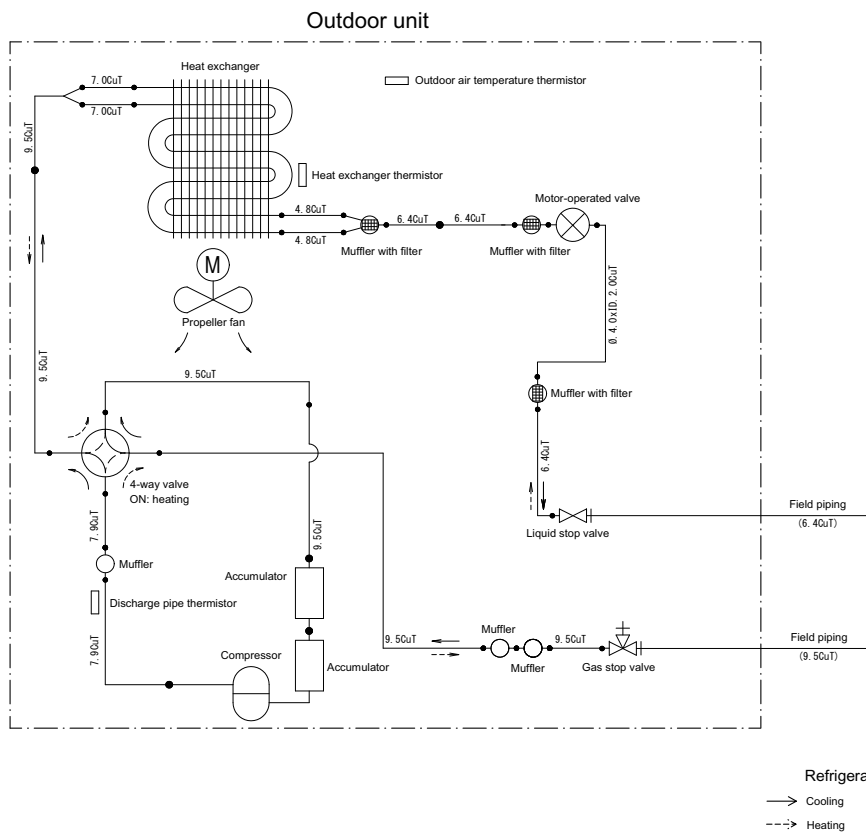 Outdoor unit
Heat exchanger
Outdoor air temperature thermistor
7.0CuT
7.0CuT
9.5CuT
Heat exchanger thermistor
4.8CuT
4.8CuT
6.4CuT
6.4CuT
Motor-operated valve
Muffler with filter
Muffler with filter
M
Propeller fan
Ø.4.0xID.2.0CuT
9.5CuT
9.5CuT
Muffler with filter
4-way valve
ON: heating
6.4CuT
7.9CuT
9.5CuT
Liquid stop valve
Field piping
(6.4CuT)
Muffler
Accumulator
Discharge pipe thermistor
7.9CuT
Compressor
Accumulator
9.5CuT
Muffler
Muffler
9.5CuT
Gas stop valve
Field piping
(9.5CuT)
Refrigera
Cooling
Heating